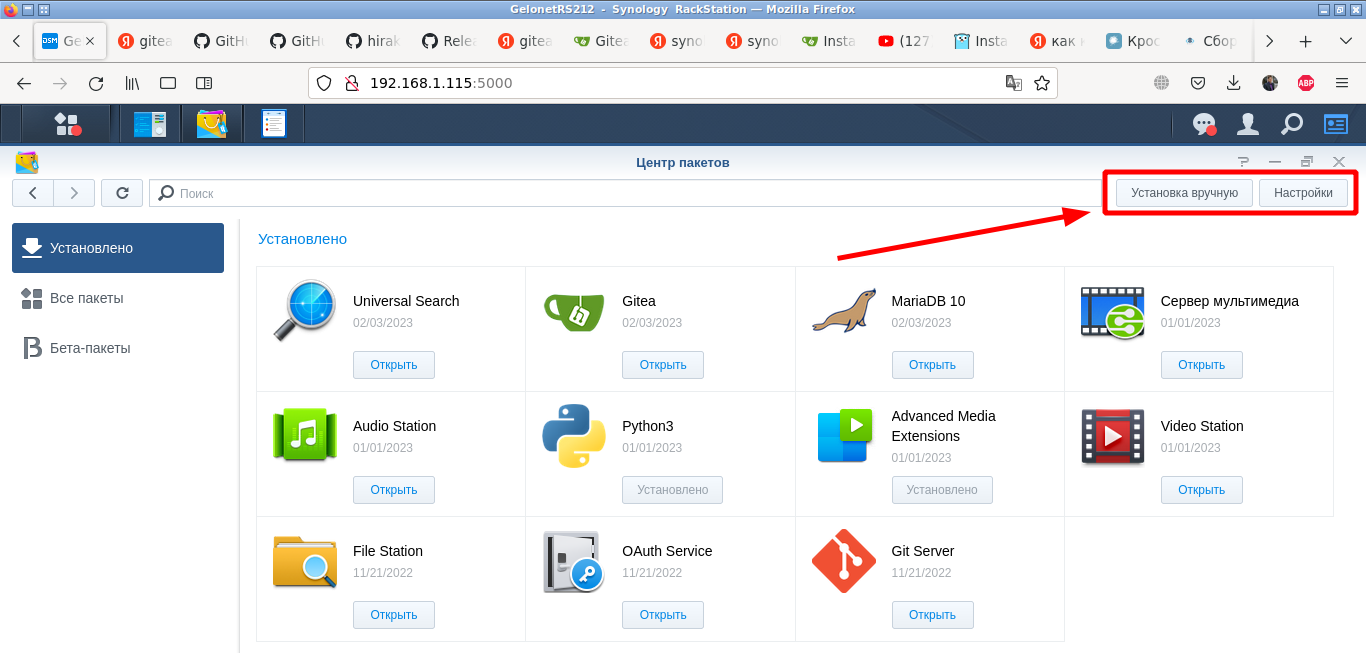 GelonetRS212 - Synology RackStation — Mozilla Firefox
DSM Ge
gitea
GitH
GitH
hirak
Relea
gitea
Gitea
syno
syno
Insta
(127
Insta
как
Крос
Сбор
192.168.1.115:5000
ABP
Центр пакетов
Поиск
Установка вручную
Настройки
Установлено
Все пакеты
Бета-пакеты
Установлено
Universal Search
02/03/2023
Открыть
Gitea
02/03/2023
Открыть
MariaDB 10
02/03/2023
Открыть
Сервер мультимедиа
01/01/2023
Открыть
Audio Station
01/01/2023
Открыть
Python3
01/01/2023
Установлено
Advanced Media
Extensions
01/01/2023
Установлено
Video Station
01/01/2023
Открыть
File Station
11/21/2022
Открыть
OAuth Service
11/21/2022
Открыть
Git Server
11/21/2022
Открыть